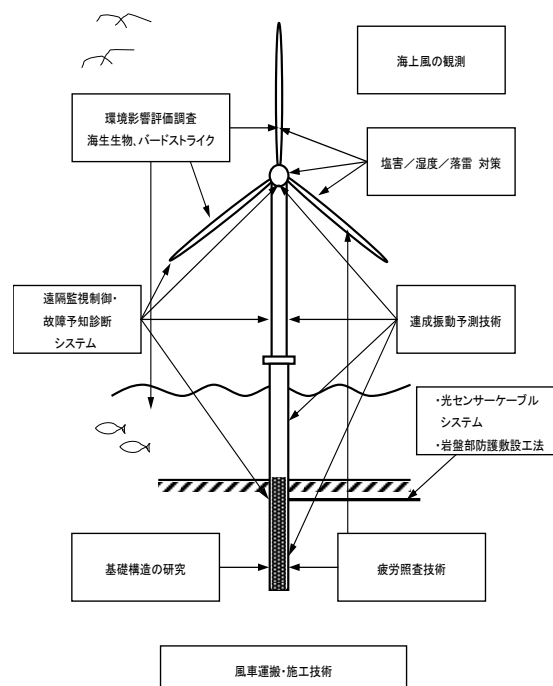 海上風の観測
環境影響評価調査
海生生物、バードストライク
塩害／湿度／落雷 対策
遠隔監視制御・
故障予知診断
システム
連成振動予測技術
・光センサーケーブル
システム
・岩盤部防護敷設工法
基礎構造の研究
疲労照査技術
風車運搬・施工技術